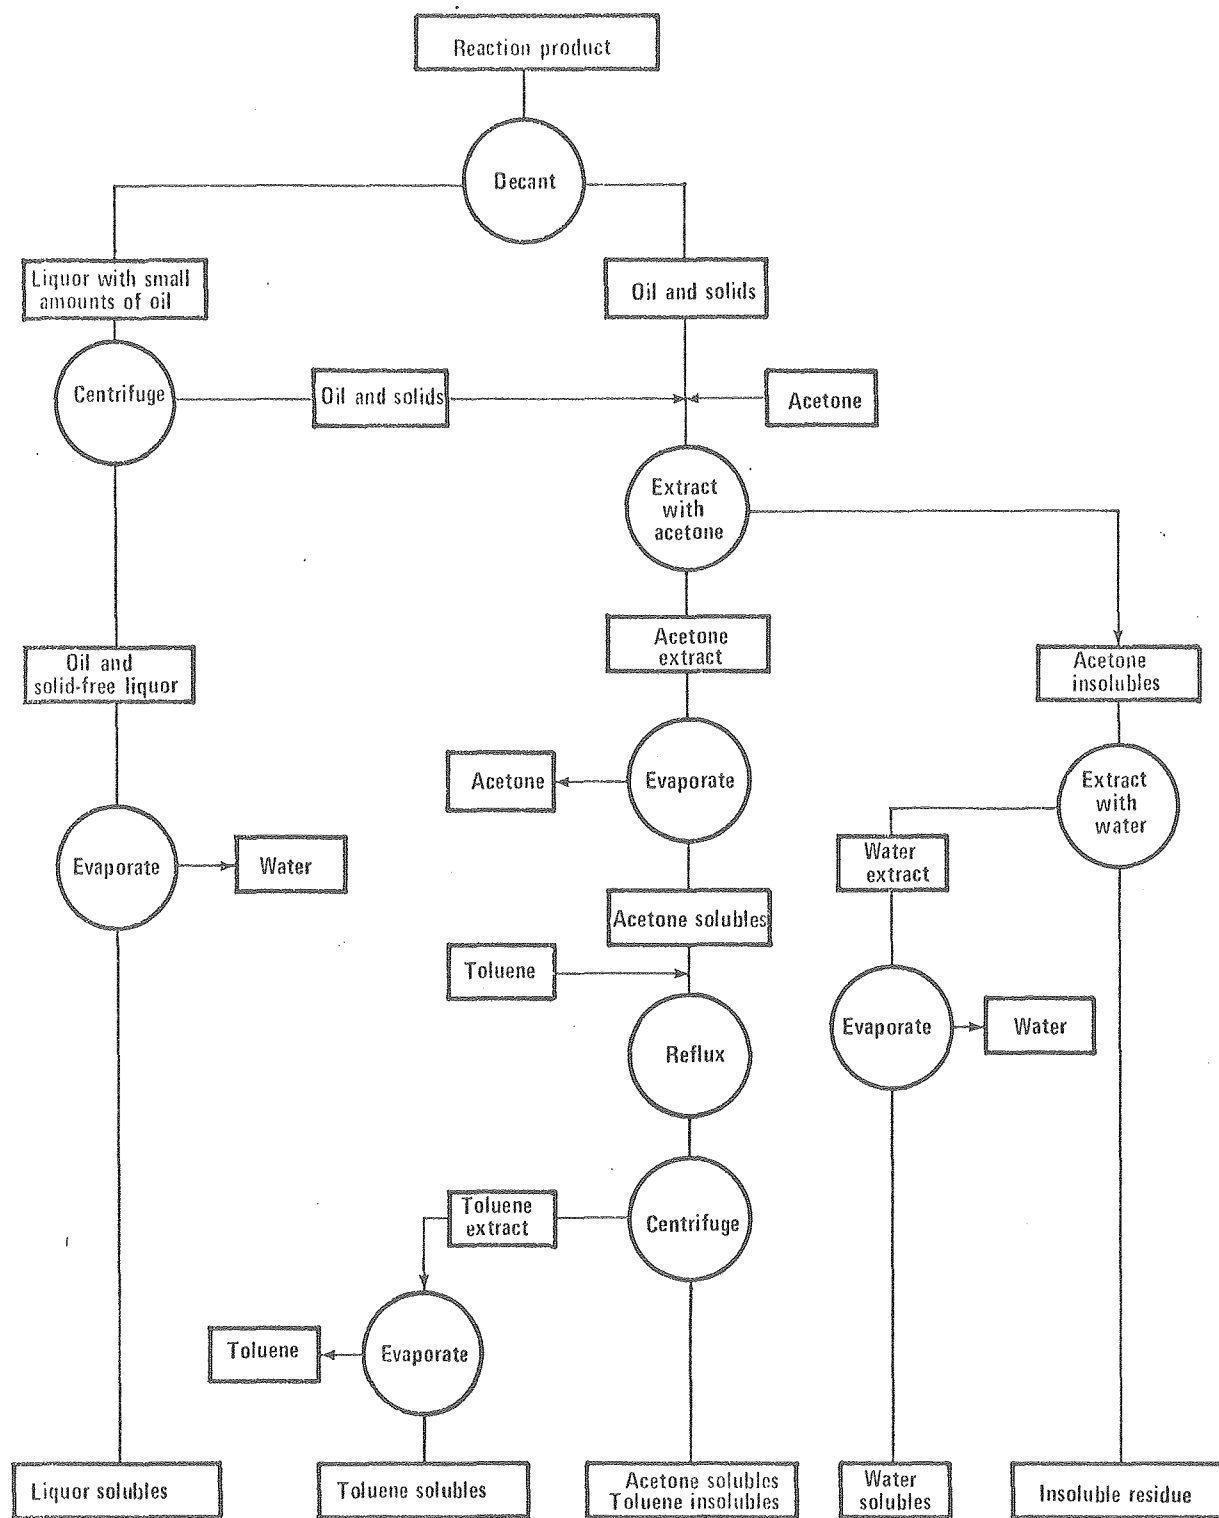 Reaction product
Decant
Liquor with small
amounts of oil
Oil and solids
Centrifuge
Oil and solids
Acetone
Extract
with
acetone
Acetone
extract
Oil and
solid-free liquor
Acetone
insolubles
Acetone
Evaporate
Extract
with
water
Evaporate
Water
Water
extract
Acetone solubles
Toluene
Reflux
Evaporate
Water
Toluene
extract
Centrifuge
Toluene
Evaporate
Liquor solubles
Toluene solubles
Acetone solubles
Toluene insolubles
Water
solubles
Insoluble residue